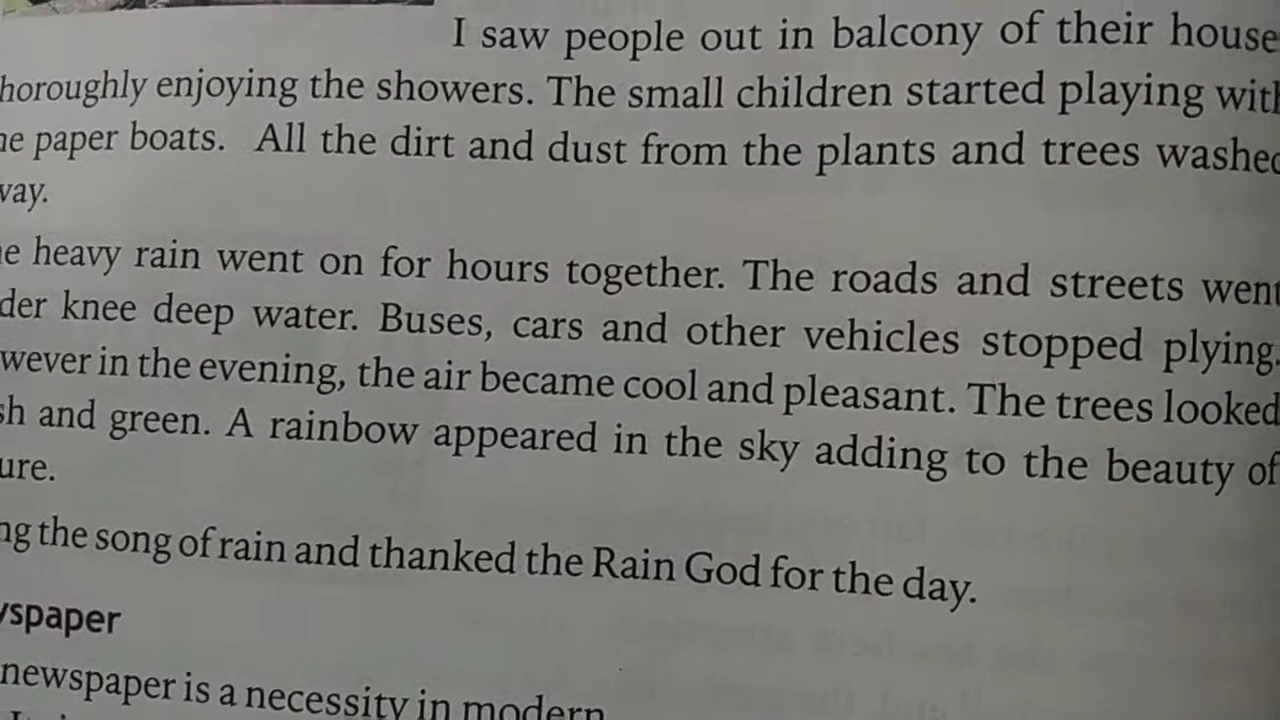 I saw people out in balcony of their house
horoughly enjoying the showers. The small children started playing with
he paper boats. All the dirt and dust from the plants and trees washed
way.
he heavy rain went on for hours together. The roads and streets went
der knee deep water. Buses, cars and other vehicles stopped plying.
wever in the evening, the air became cool and pleasant. The trees looked
sh and green. A rainbow appeared in the sky adding to the beauty of
ure.
ng the song of rain and thanked the Rain God for the day.
wspaper
newspaper is a necessity in modern